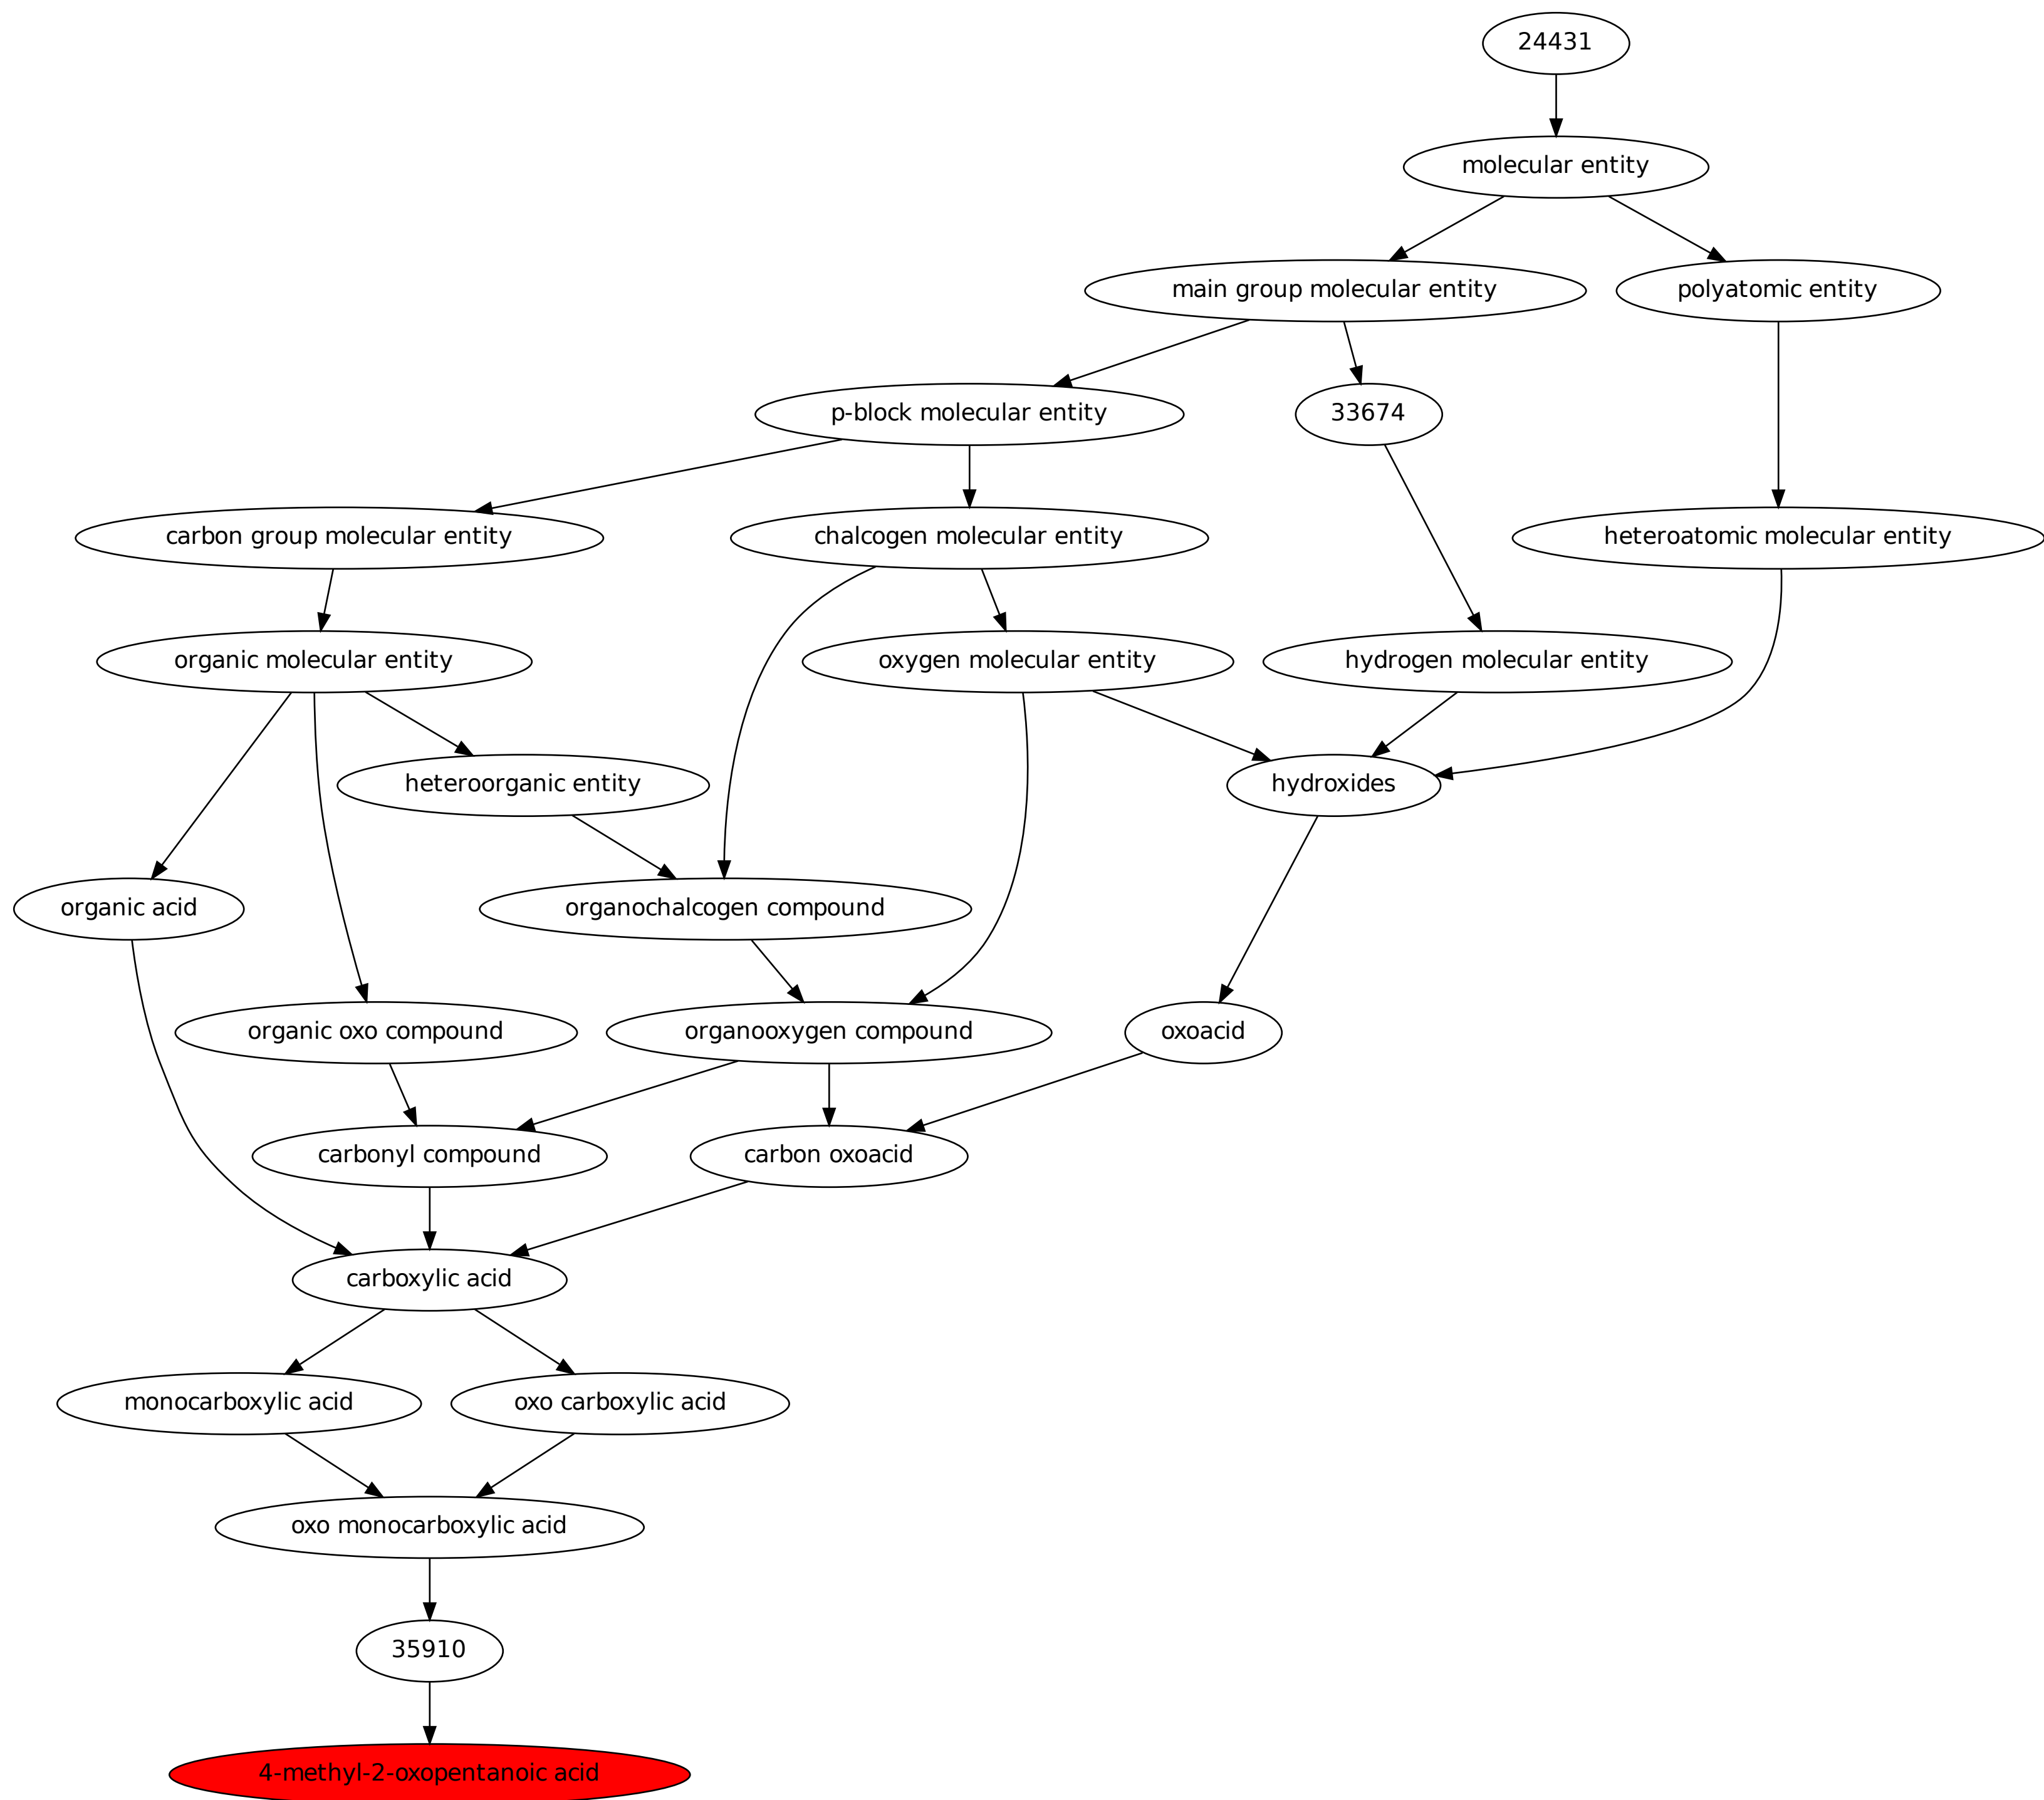 24431
molecular entity
main group molecular entity
polyatomic entity
p-block molecular entity
33674
carbon group molecular entity
chalcogen molecular entity
heteroatomic molecular entity
organic molecular entity
oxygen molecular entity
hydrogen molecular entity
heteroorganic entity
hydroxides
organic acid
organochalcogen compound
organic oxo compound
organooxygen compound
oxoacid
carbonyl compound
carbon oxoacid
carboxylic acid
monocarboxylic acid
oxo carboxylic acid
oxo monocarboxylic acid
35910
4-methyl-2-oxopentanoic acid